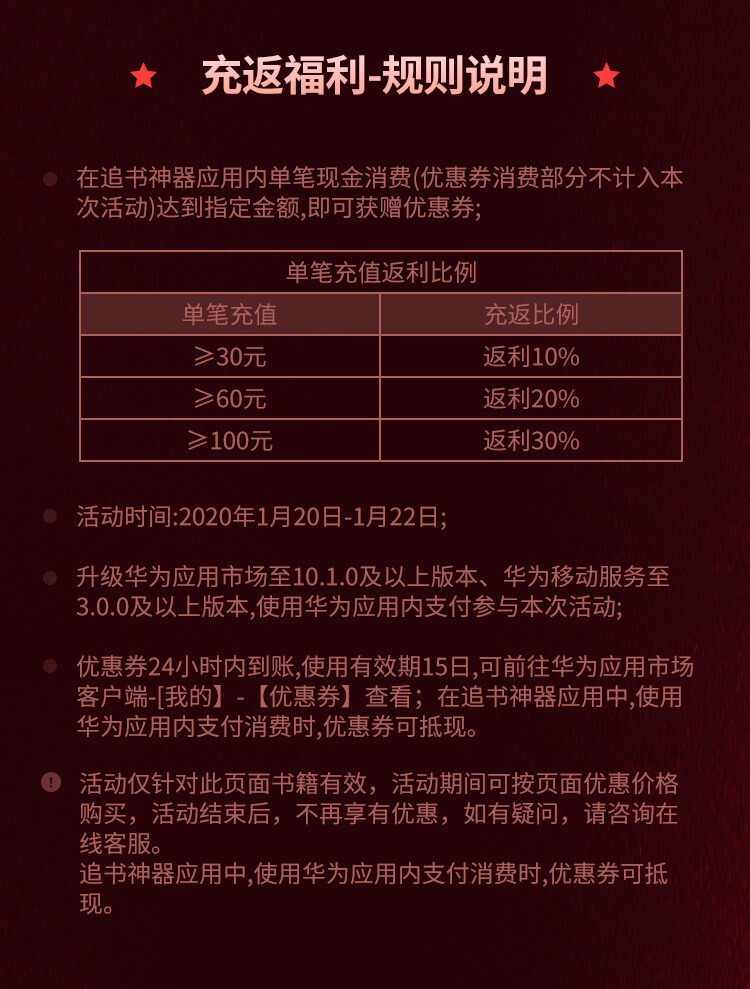 充返福利-规则说明
在追书神器应用内单笔现金消费(优惠券消费部分不计入本
次活动)达到指定金额,即可获赠优惠券;
单笔充值返利比例
单笔充值 充返比例
≥30元 返利10%
≥60元 返利20%
≥100元 返利30%
活动时间:2020年1月20日-1月22日;
升级华为应用市场至10.1.0及以上版本、华为移动服务至
3.0.0及以上版本,使用华为应用内支付参与本次活动;
优惠券24小时内到账,使用有效期15日,可前往华为应用市场
客户端-[我的】-【优惠券】查看；在追书神器应用中,使用
华为应用内支付消费时,优惠券可抵现。
活动仅针对此页面书籍有效，活动期间可按页面优惠价格
购买，活动结束后，不再享有优惠，如有疑问，请咨询在
线客服。
追书神器应用中,使用华为应用内支付消费时,优惠券可抵
现。